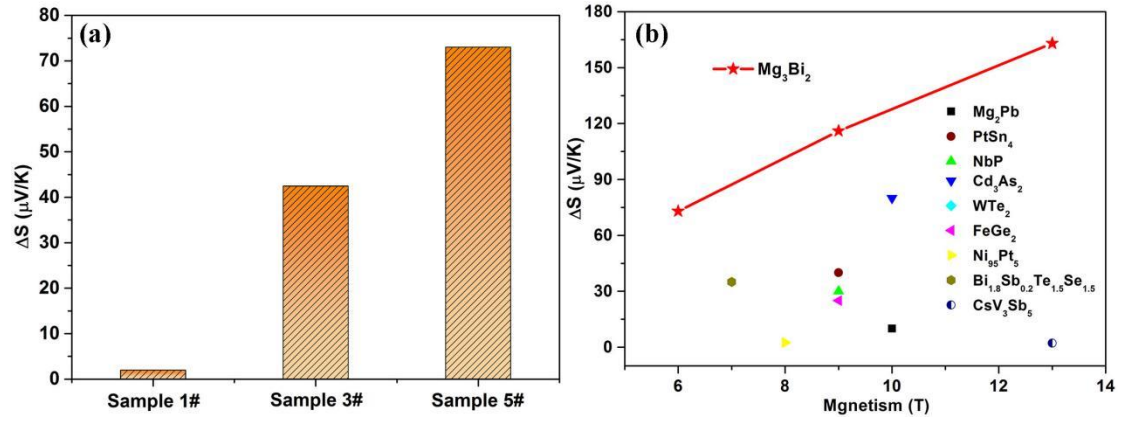 (a)
ΔS (μV/K)
80
70
60
50
40
30
20
10
0
Sample 1#
Sample 3#
Sample 5#
(b)
ΔS (μV/K)
180
150
120
90
60
30
0
6
8
10
12
14
Mgnetism (T)
Mg₃Bi₂
Mg₂Pb
PtSn₄
NbP
Cd₃As₂
WTe₂
FeGe₂
Ni₉₅Pt₅
Bi₁.₈Sb₀.₂Te₁.₅Se₁.₅
CsV₃Sb₅